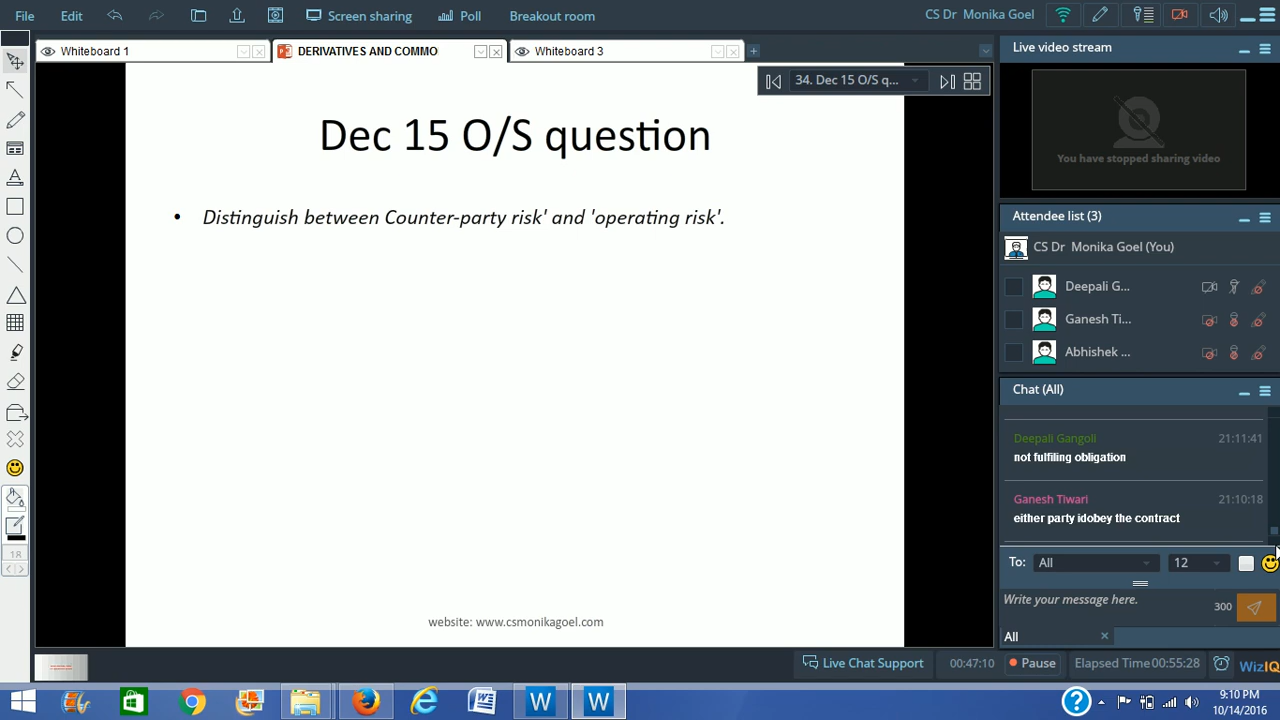 File Edit Screen sharing Poll Breakout room CS Dr Monika Goel
Whiteboard 1 DERIVATIVES AND COMMO Whiteboard 3
34. Dec 15 O/S q...
Dec 15 O/S question
• Distinguish between Counter-party risk' and 'operating risk'.
website: www.csmonikagoel.com
Live video stream
You have stopped sharing video
Attendee list (3)
CS Dr Monika Goel (You)
Deepali G...
Ganesh Ti...
Abhishek ...
Chat (All)
Deepali Gangoli 21:11:41
not fulfiling obligation
Ganesh Tiwari 21:10:18
either party idobey the contract
To: All 12
Write your message here. 300
All
Live Chat Support 00:47:10 Pause Elapsed Time 00:55:28 WizIQ
18
9:10 PM
10/14/2016